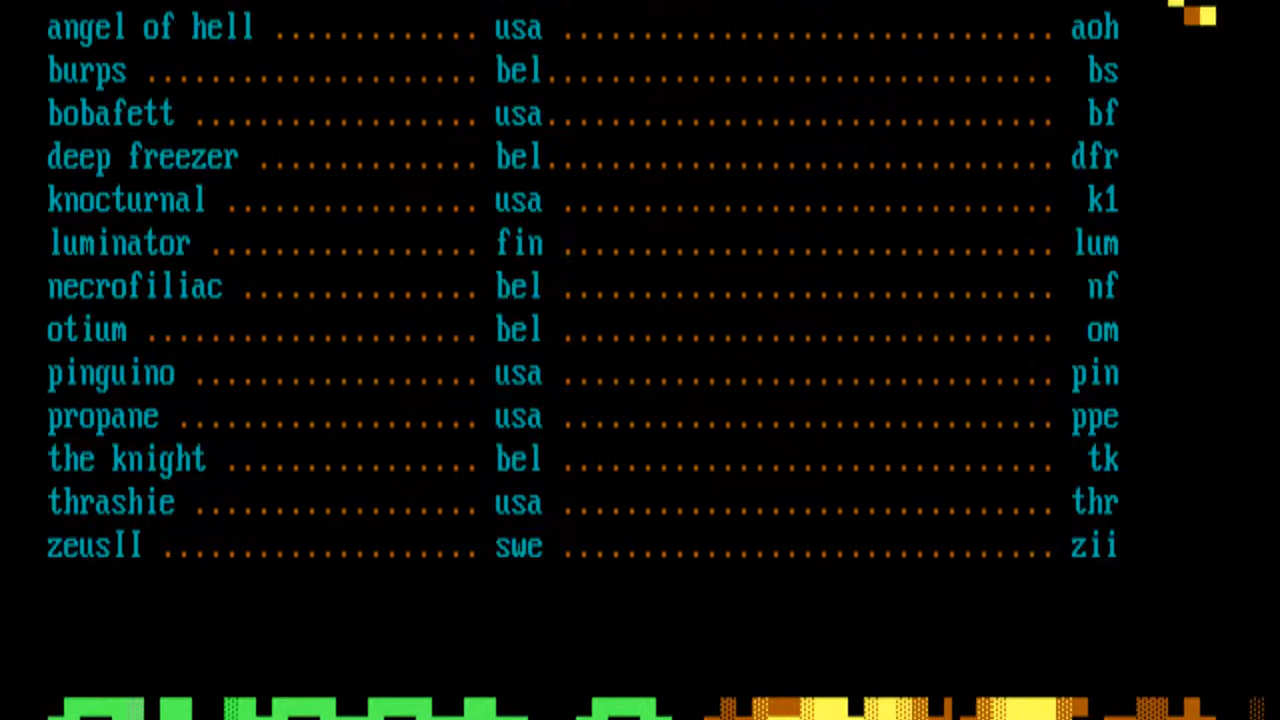 angel of hell ............. usa ............................... aoh
burps ..................... bel................................ bs
bobafett .................. usa................................ bf
deep freezer .............. bel................................ dfr
knocturnal ................ usa ............................... k1
luminator ................. fin ............................... lum
necrofiliac ............... bel ............................... nf
otium ..................... bel ............................... om
pinguino .................. usa ............................... pin
propane ................... usa ............................... ppe
the knight ................ bel ............................... tk
thrashie .................. usa ............................... thr
zeusII .................... swe ............................... zii